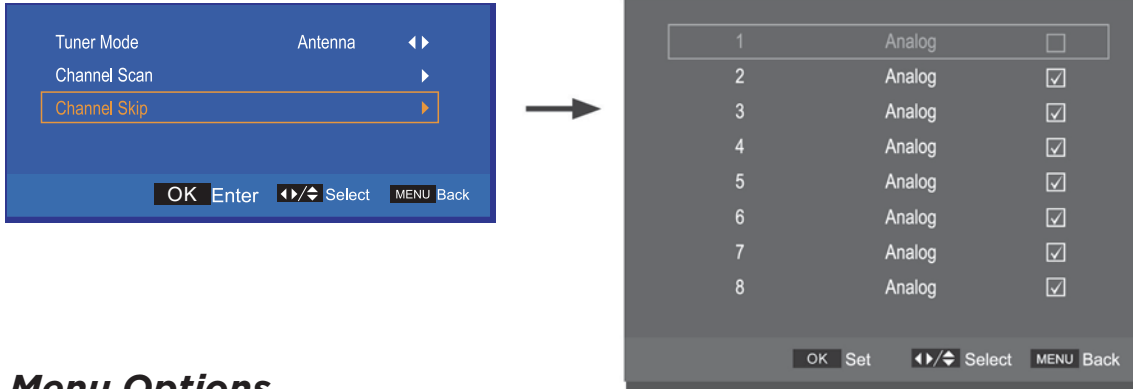 Tuner Mode Antenna
Channel Scan
Channel Skip
OK Enter Select MENU Back
1 Analog
2 Analog
3 Analog
4 Analog
5 Analog
6 Analog
7 Analog
8 Analog
OK Set Select MENU Back
Menu Options